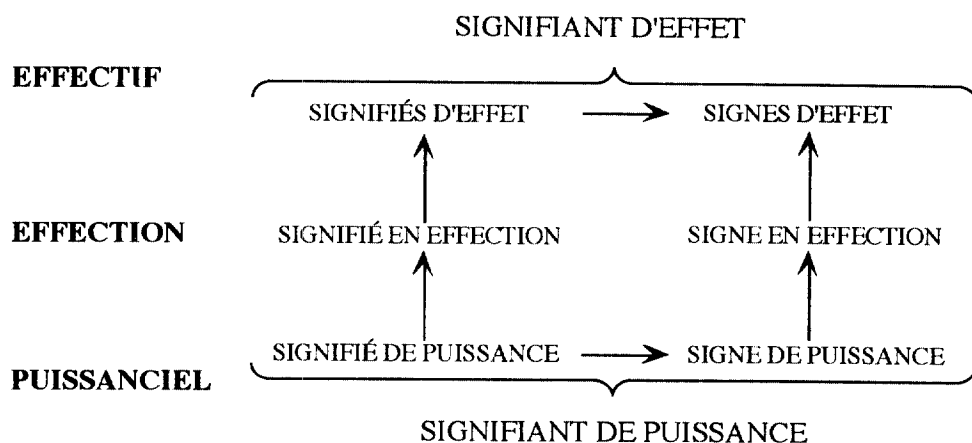 SIGNIFIANT D'EFFET
EFFECTIF
SIGNIFIÉS D'EFFET SIGNES D'EFFET
EFFECTION SIGNIFIÉ EN EFFECTION SIGNE EN EFFECTION
SIGNIFIÉ DE PUISSANCE SIGNE DE PUISSANCE
PUISSANCIEL
SIGNIFIANT DE PUISSANCE